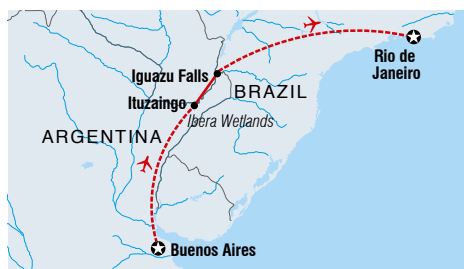 Rio de
Janeiro
Iguazu Falls
BRAZIL
Ituzaingo
Ibera Wetlands
ARGENTINA
Buenos Aires